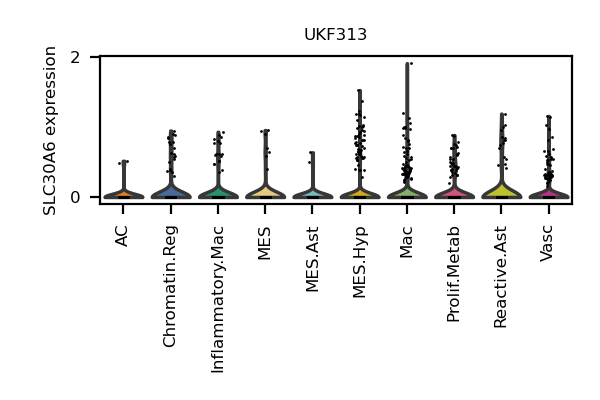 UKF313
SLC30A6 expression
2
0
AC
Chromatin.Reg
Inflammatory.Mac
MES
MES.Ast
MES.Hyp
Mac
Prolif.Metab
Reactive.Ast
Vasc